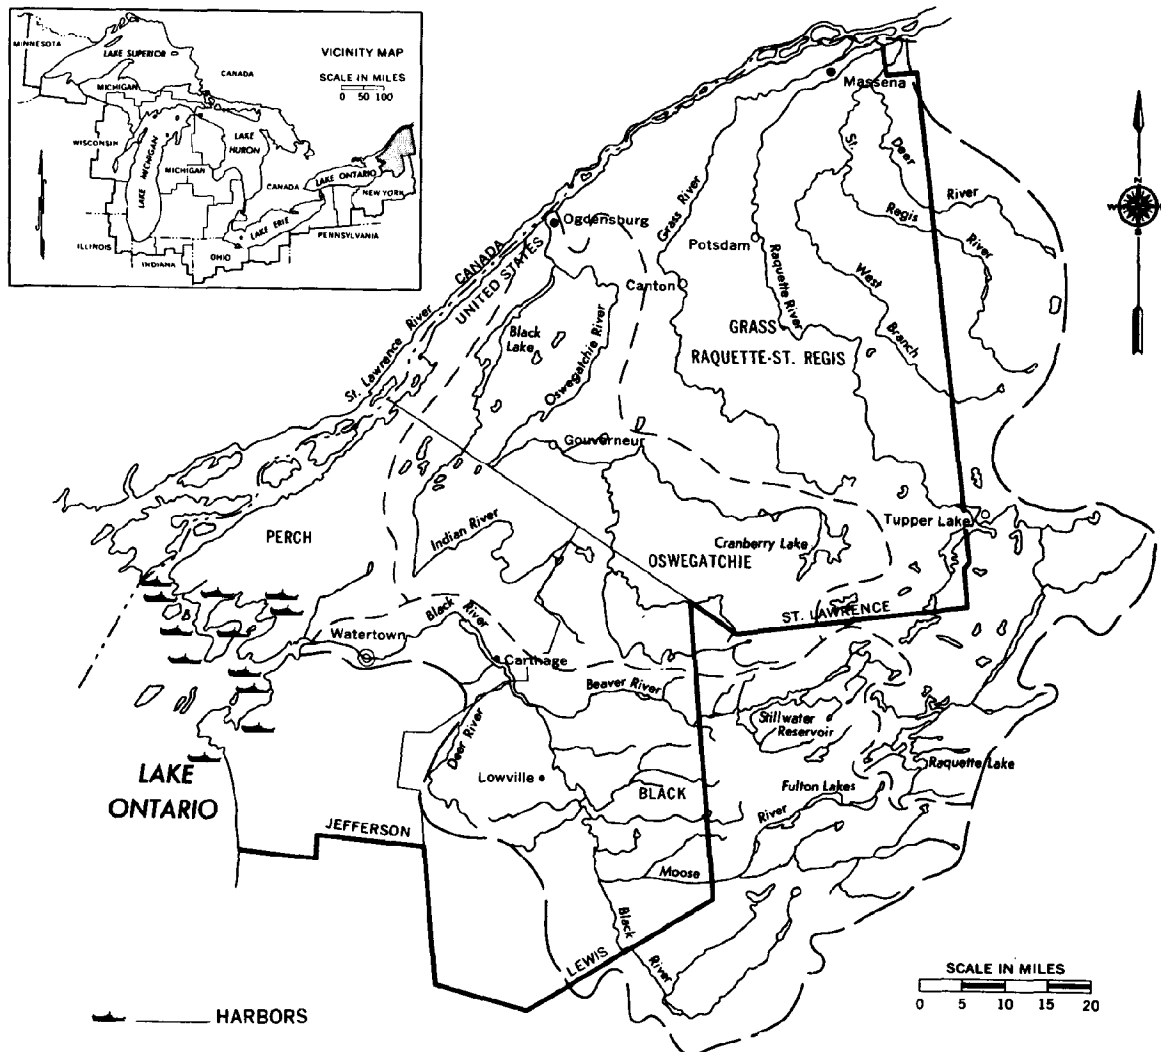 VICINITY MAP
SCALE IN MILES
0 50 100
MINNESOTA
LAKE SUPERIOR
CANADA
MICHIGAN
WISCONSIN
LAKE MICHIGAN
MICHIGAN
LAKE
HURON
CANADA
LAKE ONTARIO
NEW YORK
LAKE ERIE
PENNSYLVANIA
ILLINOIS
INDIANA
OHIO
Massena
St.
Regis
River
Deer
River
N
W
E
S
Grass River
Ogdensburg
Potsdam
Raquette River
Canton
West
Branch
CANADA
UNITED STATES
St. Lawrence River
Black
Lake
Oswegatchie River
GRASS
RAQUETTE-ST. REGIS
Gouverneur
Indian River
PERCH
Tupper Lake
Cranberry Lake
OSWEGATCHIE
ST. LAWRENCE
Black River
Watertown
Carthage
Beaver River
Stillwater
Reservoir
Deer River
Lowville
BLACK
Raquette Lake
Fulton Lakes
River
Moose
LAKE
ONTARIO
JEFFERSON
LEWIS
Black
River
SCALE IN MILES
0 5 10 15 20
HARBORS